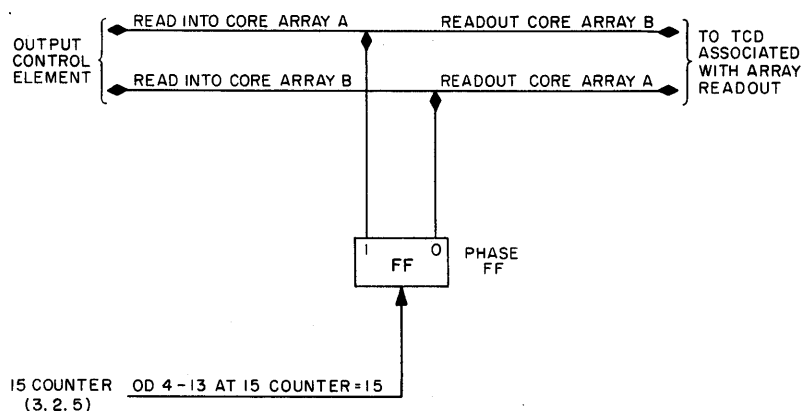 READ INTO CORE ARRAY A
READOUT CORE ARRAY B
OUTPUT
CONTROL
ELEMENT
TO TCD
ASSOCIATED
WITH ARRAY
READOUT
READ INTO CORE ARRAY B
READOUT CORE ARRAY A
1 0
FF
PHASE
FF
15 COUNTER
(3.2.5)
OD 4-13 AT 15 COUNTER=15